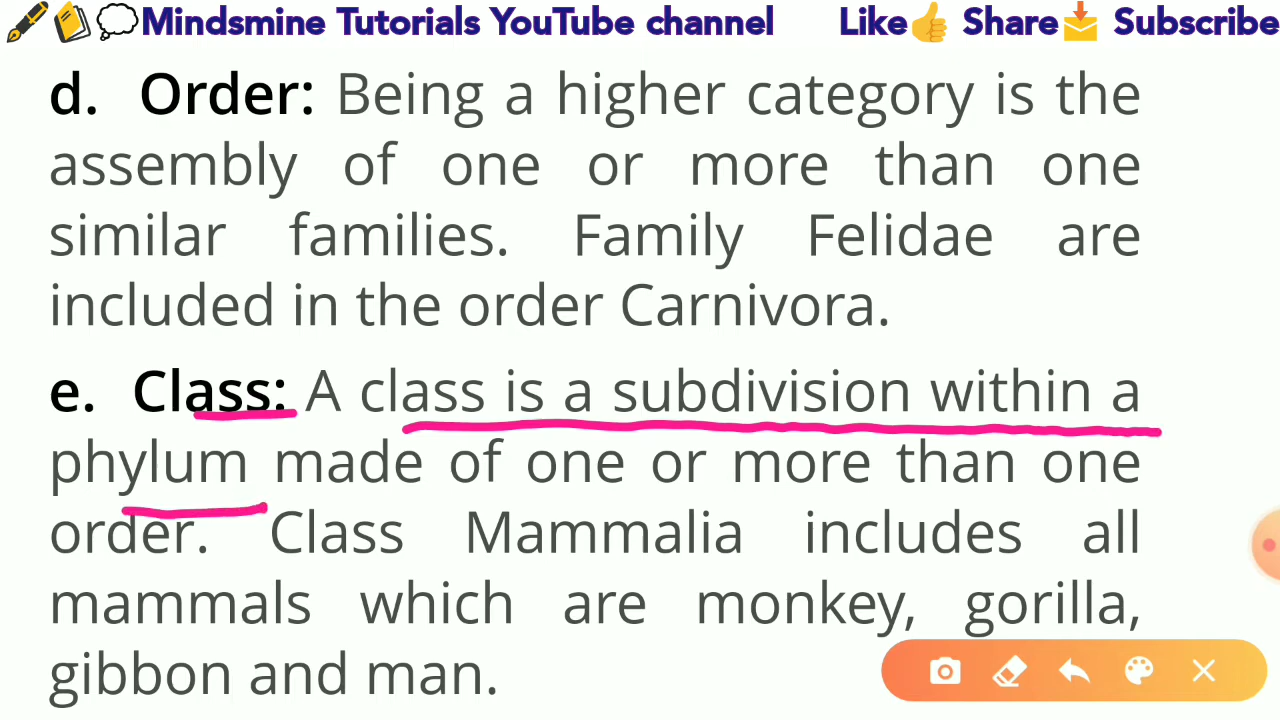 Mindsmine Tutorials YouTube channel Like Share Subscribe
d. Order: Being a higher category is the
assembly of one or more than one
similar families. Family Felidae are
included in the order Carnivora.
e. Class: A class is a subdivision within a
phylum made of one or more than one
order. Class Mammalia includes all
mammals which are monkey, gorilla,
gibbon and man.